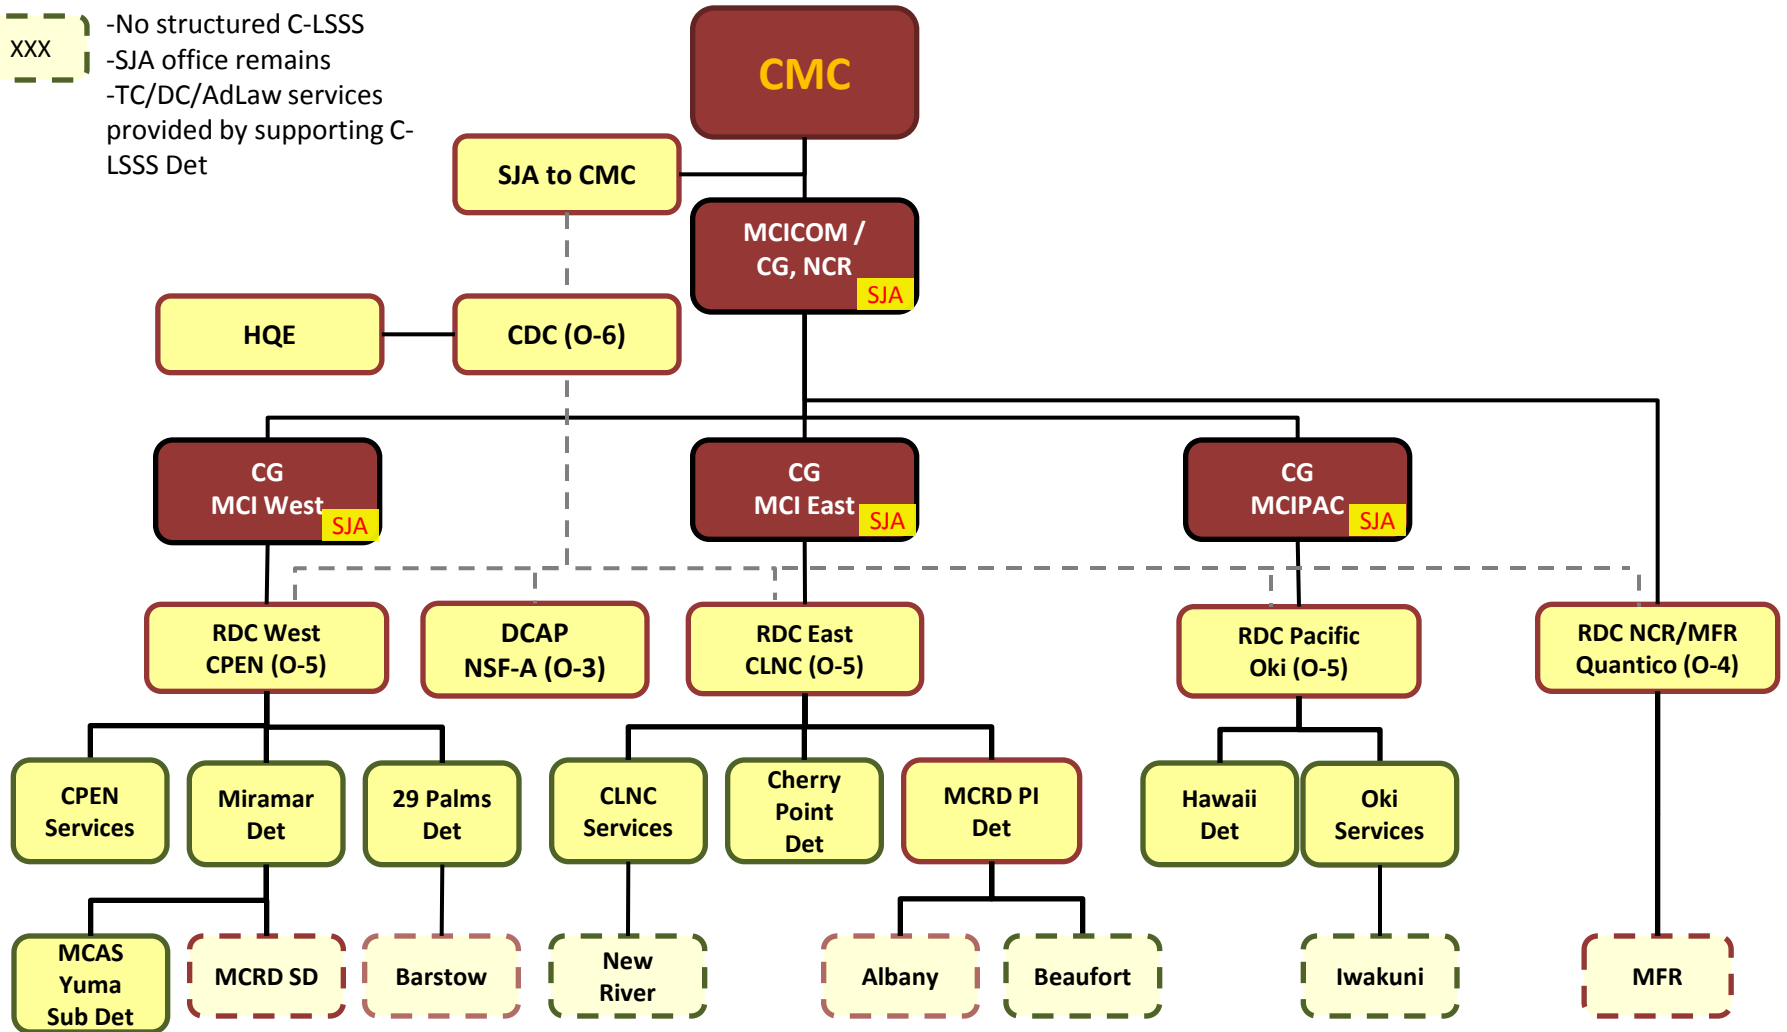 XXX
-No structured C-LSSS
-SJA office remains
-TC/DC/AdLaw services
provided by supporting C-
LSSS Det
CMC
SJA to CMC
MCICOM /
CG, NCR
SJA
HQE
CDC (O-6)
CG
MCI West
SJA
CG
MCI East
SJA
CG
MCIPAC
SJA
RDC West
CPEN (O-5)
DCAP
NSF-A (O-3)
RDC East
CLNC (O-5)
RDC Pacific
Oki (O-5)
RDC NCR/MFR
Quantico (O-4)
CPEN
Services
Miramar
Det
29 Palms
Det
CLNC
Services
Cherry
Point
Det
MCRD PI
Det
Hawaii
Det
Oki
Services
MCAS
Yuma
Sub Det
MCRD SD
Barstow
New
River
Albany
Beaufort
Iwakuni
MFR